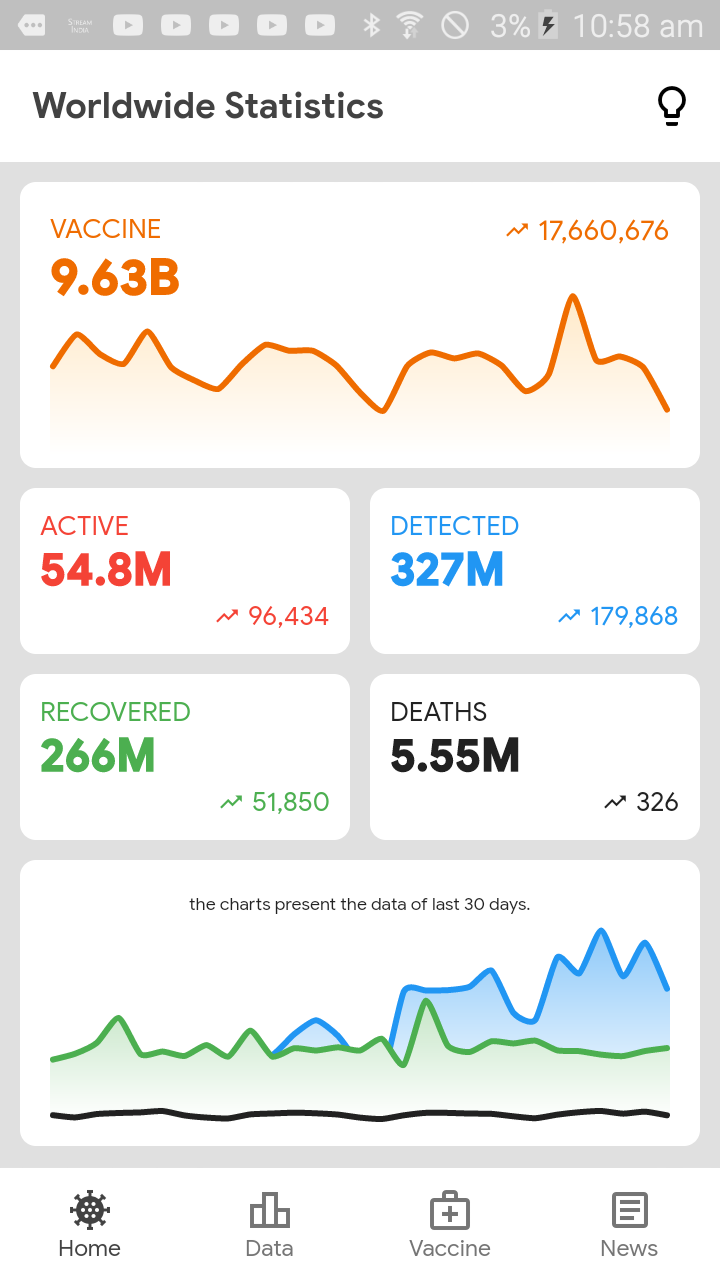 STREAM
INDIA
3% 10:58 am
Worldwide Statistics
VACCINE
17,660,676
9.63B
ACTIVE
54.8M
96,434
DETECTED
327M
179,868
RECOVERED
266M
51,850
DEATHS
5.55M
326
the charts present the data of last 30 days.
Home
Data
Vaccine
News